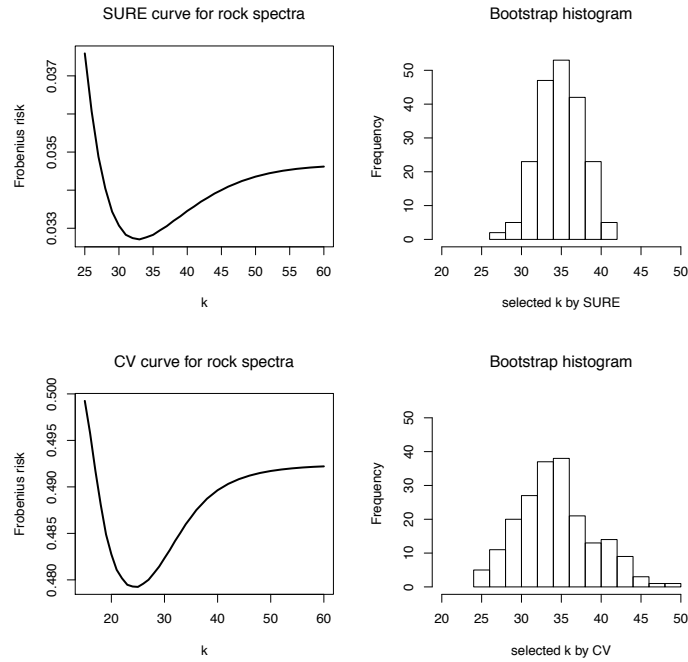 SURE curve for rock spectra
Frobenius risk
0.033 0.035 0.037
25 30 35 40 45 50 55 60
k
Bootstrap histogram
Frequency
0 10 20 30 40 50
20 25 30 35 40 45 50
selected k by SURE
CV curve for rock spectra
Frobenius risk
0.480 0.485 0.490 0.495 0.500
20 30 40 50 60
k
Bootstrap histogram
Frequency
0 10 20 30 40 50
20 25 30 35 40 45 50
selected k by CV